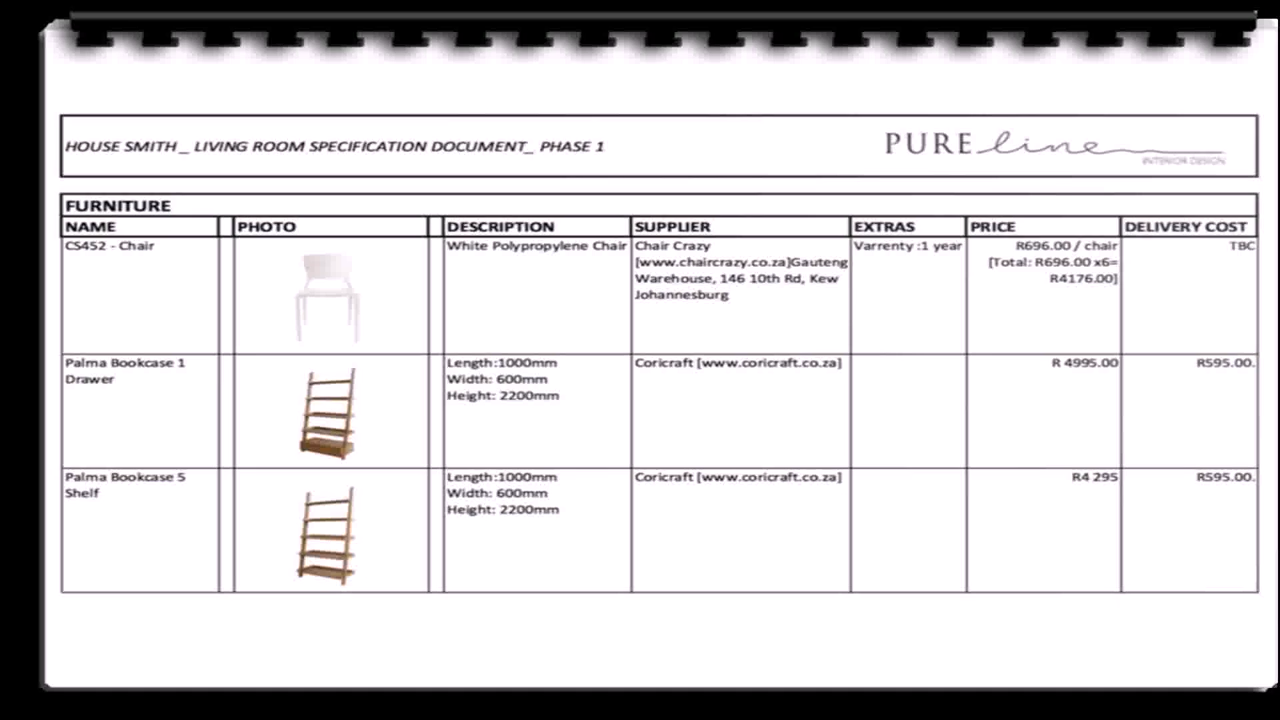 HOUSE SMITH _ LIVING ROOM SPECIFICATION DOCUMENT_ PHASE 1
PURE line
INTERIOR DESIGN
FURNITURE
NAME PHOTO DESCRIPTION SUPPLIER EXTRAS PRICE DELIVERY COST
CS452 - Chair White Polypropylene Chair Chair Crazy Varrenty :1 year R696.00 / chair TBC
[www.chaircrazy.co.za]Gauteng [Total: R696.00 x6=
Warehouse, 146 10th Rd, Kew R4176.00]
Johannesburg
Palma Bookcase 1 Length:1000mm Coricraft [www.coricraft.co.za] R 4995.00 R595.00.
Drawer Width: 600mm
Height: 2200mm
Palma Bookcase 5 Length:1000mm Coricraft [www.coricraft.co.za] R4 295 R595.00.
Shelf Width: 600mm
Height: 2200mm